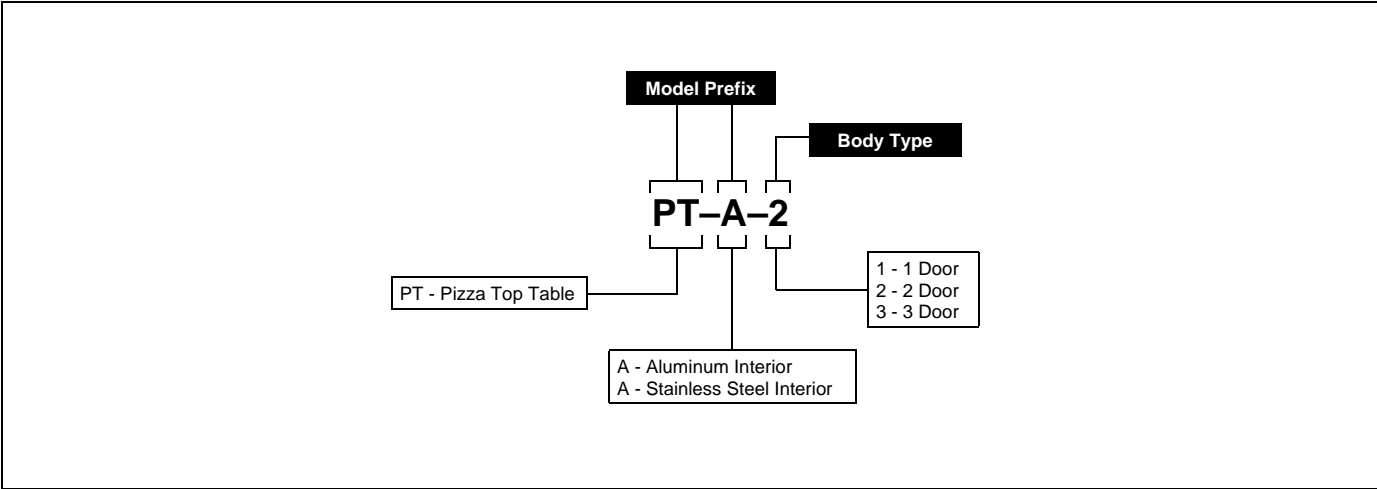 Model Prefix
Body Type
PT–A–2
PT - Pizza Top Table
1 - 1 Door
2 - 2 Door
3 - 3 Door
A - Aluminum Interior
A - Stainless Steel Interior